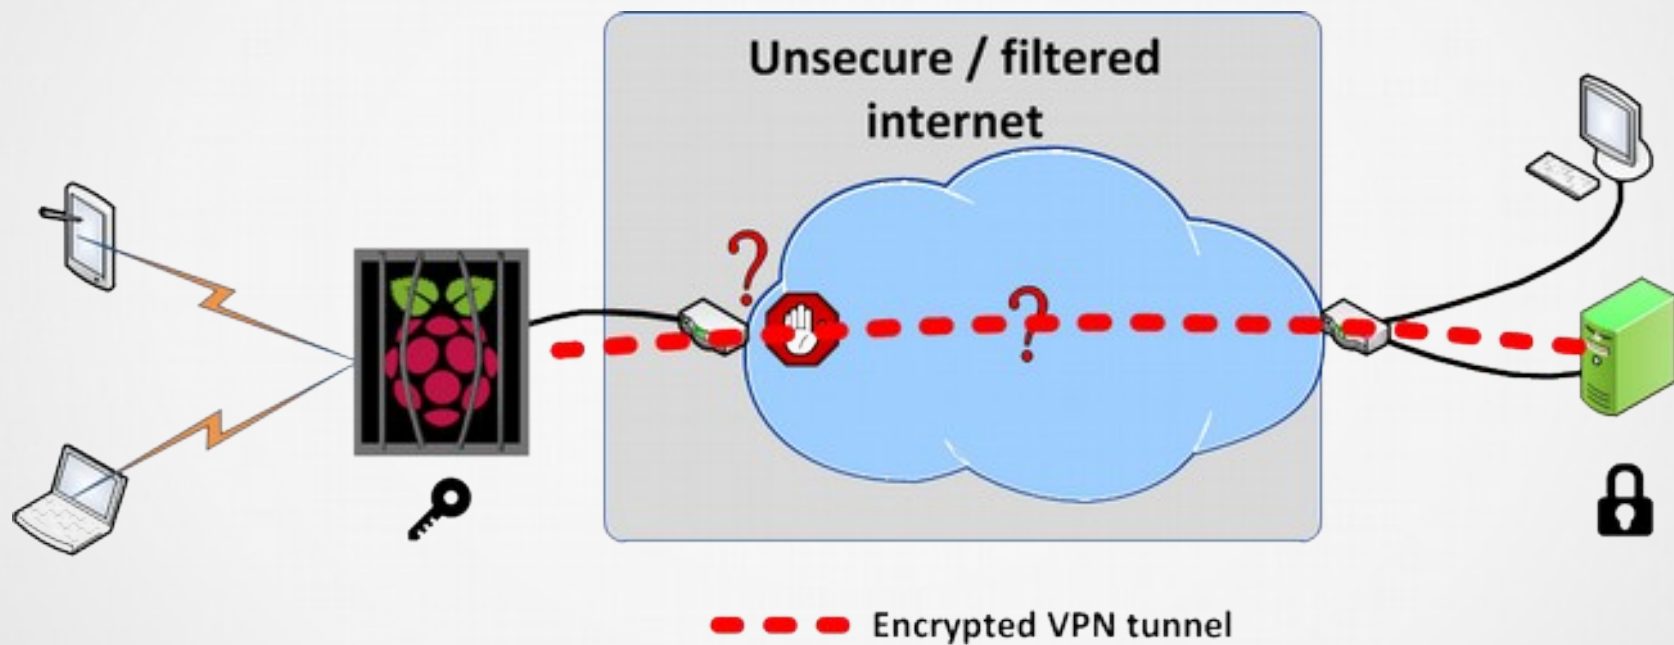 Unsecure / filtered
internet
?
?
Encrypted VPN tunnel